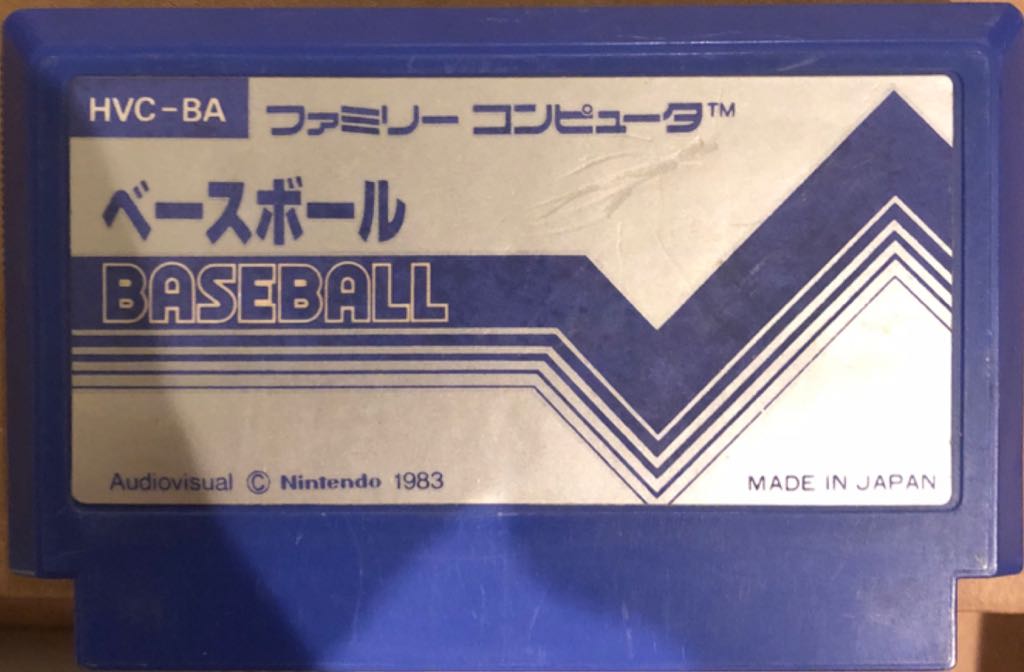 HVC-BA ファミリー コンピュータ™
ベースボール
BASEBALL
Audiovisual © Nintendo 1983
MADE IN JAPAN